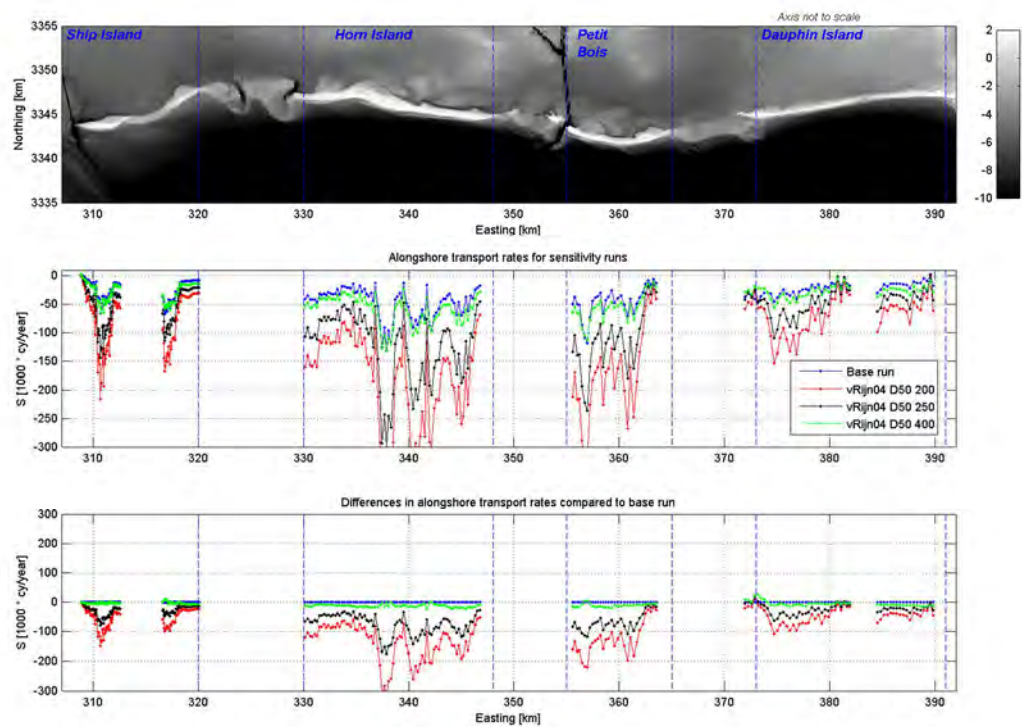 Axis not to scale
Ship Island
Horn Island
Petit
Bois
Dauphin Island
3355
3350
3345
3340
3335
Northing [km]
310 320 330 340 350 360 370 380 390
Easting [km]
2
0
-2
-4
-6
-8
-10
Alongshore transport rates for sensitivity runs
0
-50
-100
-150
-200
-250
-300
S [1000 * cy/year]
Base run
vRijn04 D50 200
vRijn04 D50 250
vRijn04 D50 400
310 320 330 340 350 360 370 380 390
Differences in alongshore transport rates compared to base run
300
200
100
0
-100
-200
-300
S [1000 * cy/year]
310 320 330 340 350 360 370 380 390
Easting [km]